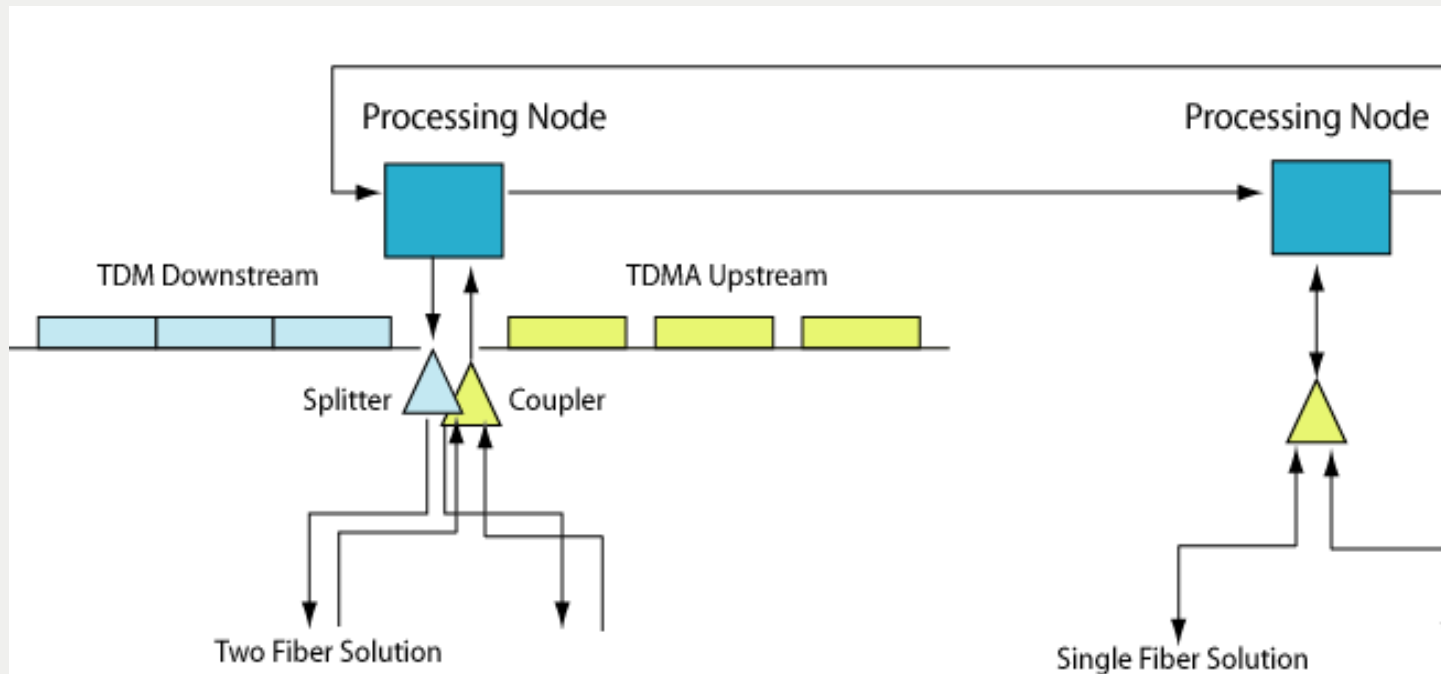 Processing Node
Processing Node
TDM Downstream
TDMA Upstream
Splitter
Coupler
Two Fiber Solution
Single Fiber Solution